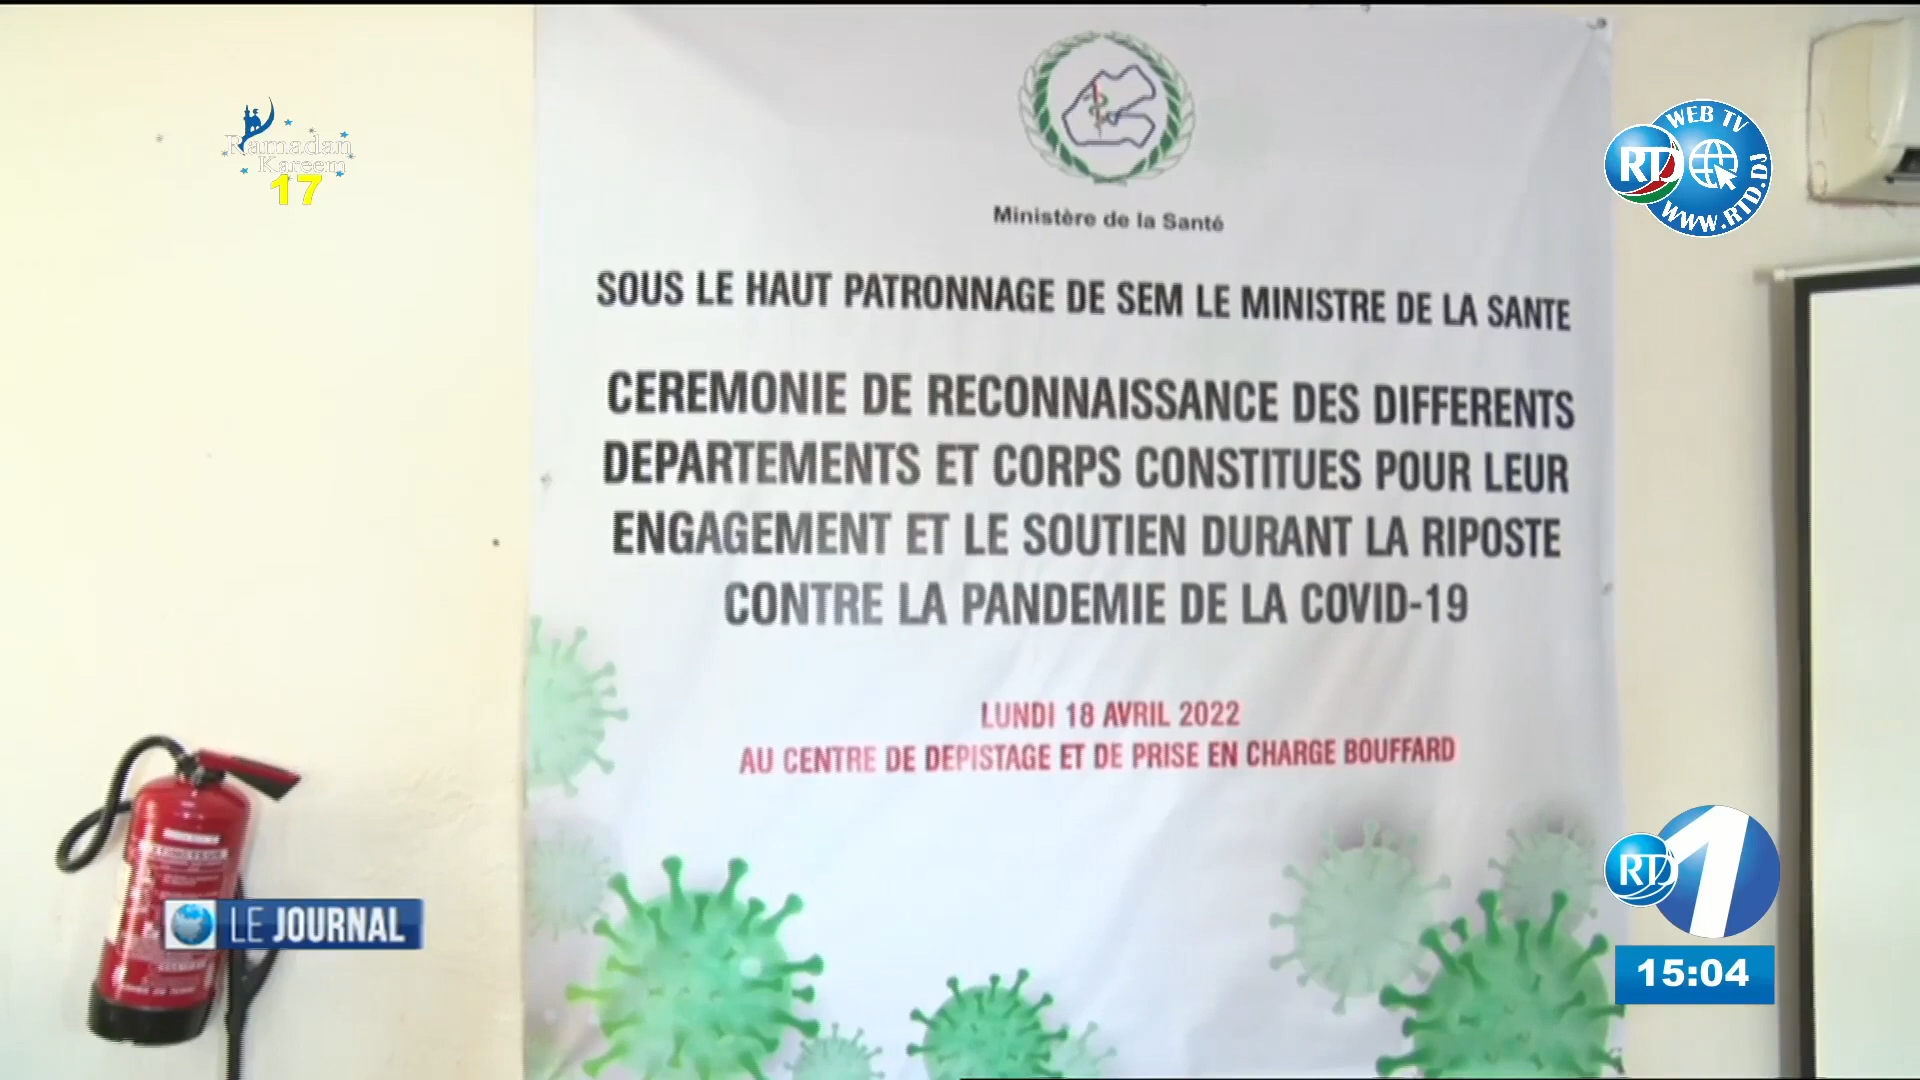 Ramadan
Kareem
17
WEB TV
RTD
WWW.RTD.DJ
Ministère de la Santé
SOUS LE HAUT PATRONNAGE DE SEM LE MINISTRE DE LA SANTE
CEREMONIE DE RECONNAISSANCE DES DIFFERENTS
DEPARTEMENTS ET CORPS CONSTITUES POUR LEUR
ENGAGEMENT ET LE SOUTIEN DURANT LA RIPOSTE
CONTRE LA PANDEMIE DE LA COVID-19
LUNDI 18 AVRIL 2022
AU CENTRE DE DEPISTAGE ET DE PRISE EN CHARGE BOUFFARD
LE JOURNAL
RTD 1
15:04